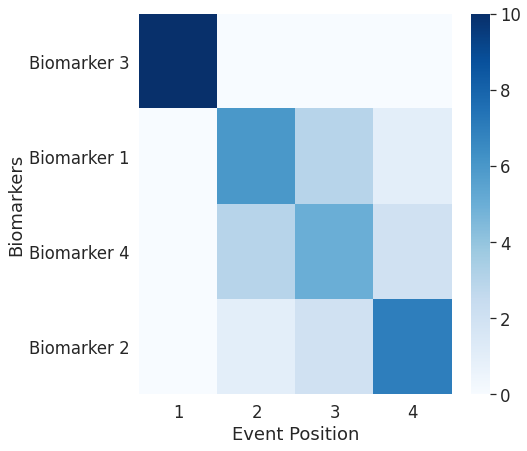 Biomarker 3
Biomarker 1
Biomarker 4
Biomarker 2
Biomarkers
1 2 3 4
Event Position
10
8
6
4
2
0